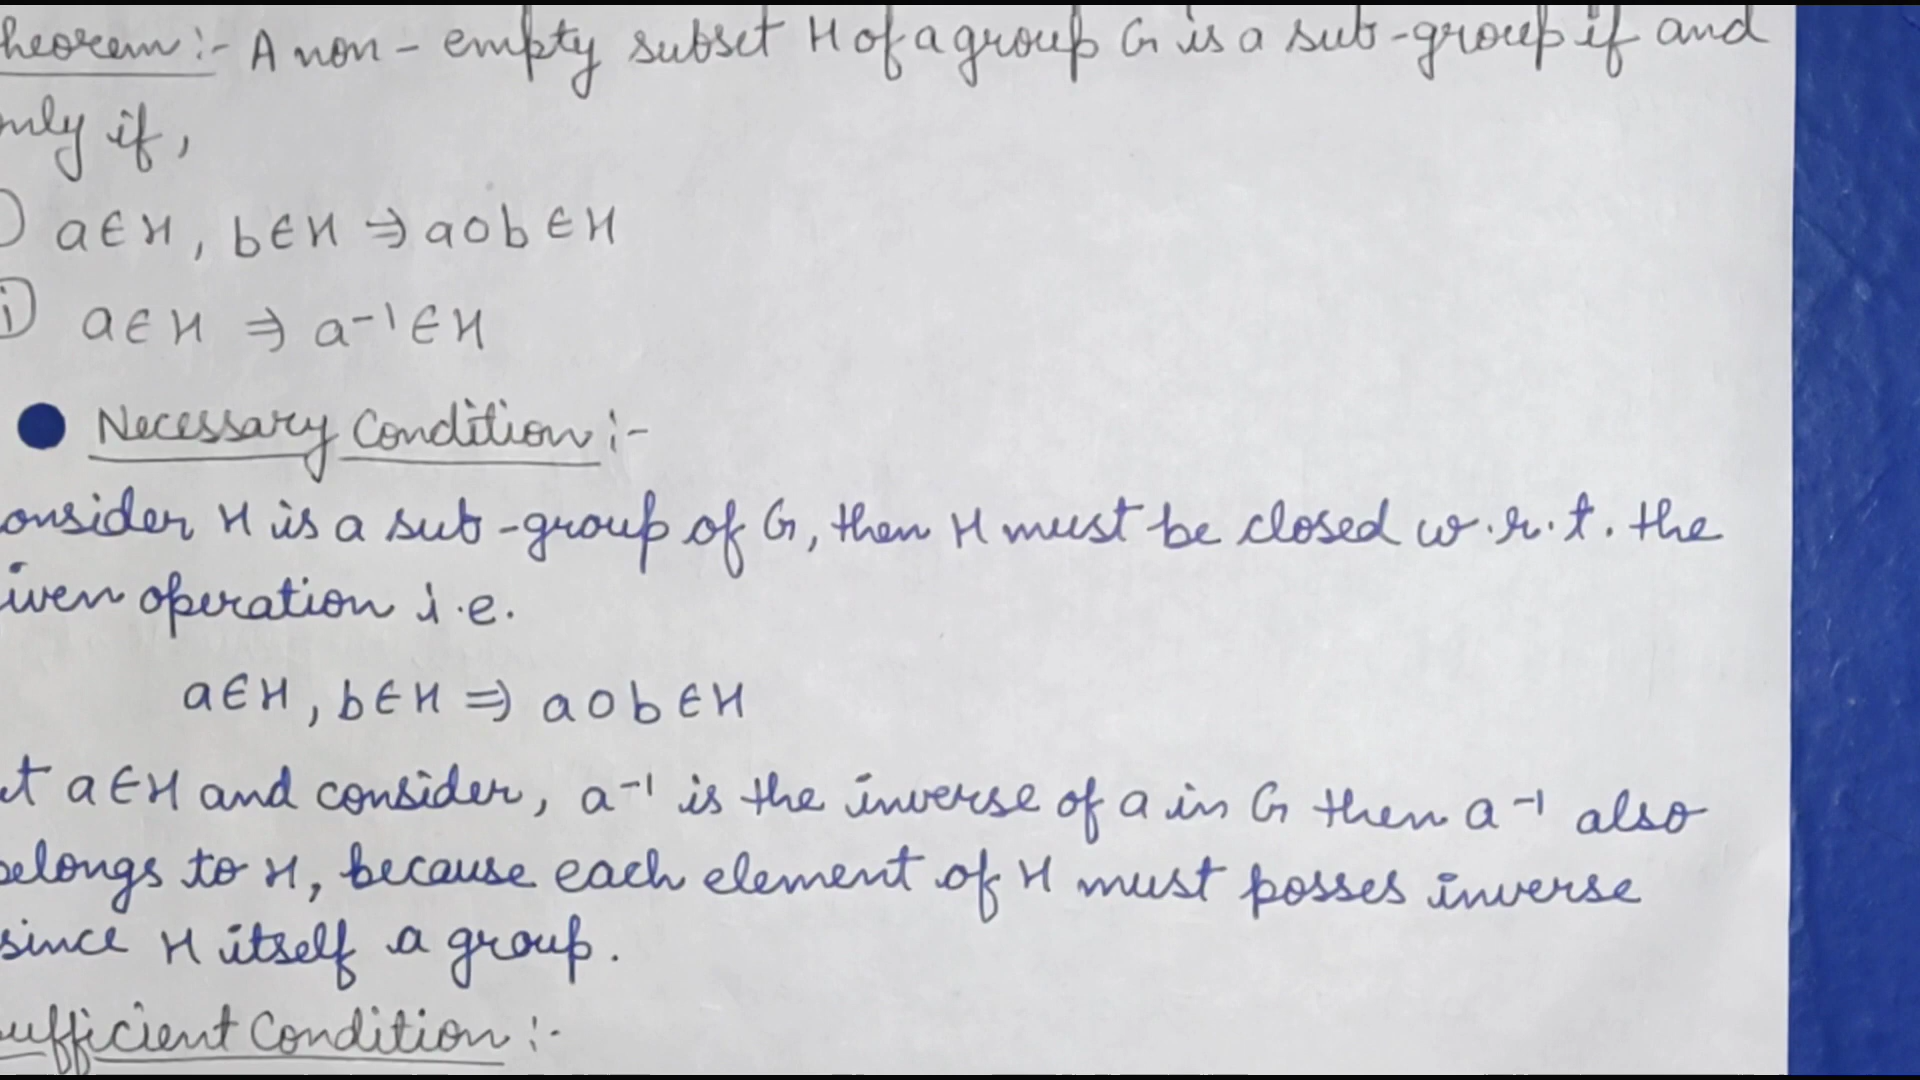 heorem :- A non-empty subset H of a group G is a sub-group if and
nly if,
) a∈H, b∈H ⇒ aob∈H
i) a∈H ⇒ a⁻¹∈H
● Necessary Condition :-
onsider H is a sub-group of G, then H must be closed w.r.t. the
iven operation i.e.
a∈H, b∈H ⇒ aob∈H
et a∈H and consider, a⁻¹ is the inverse of a in G then a⁻¹ also
belongs to H, because each element of H must posses inverse
since H itself a group.
ufficient Condition :-